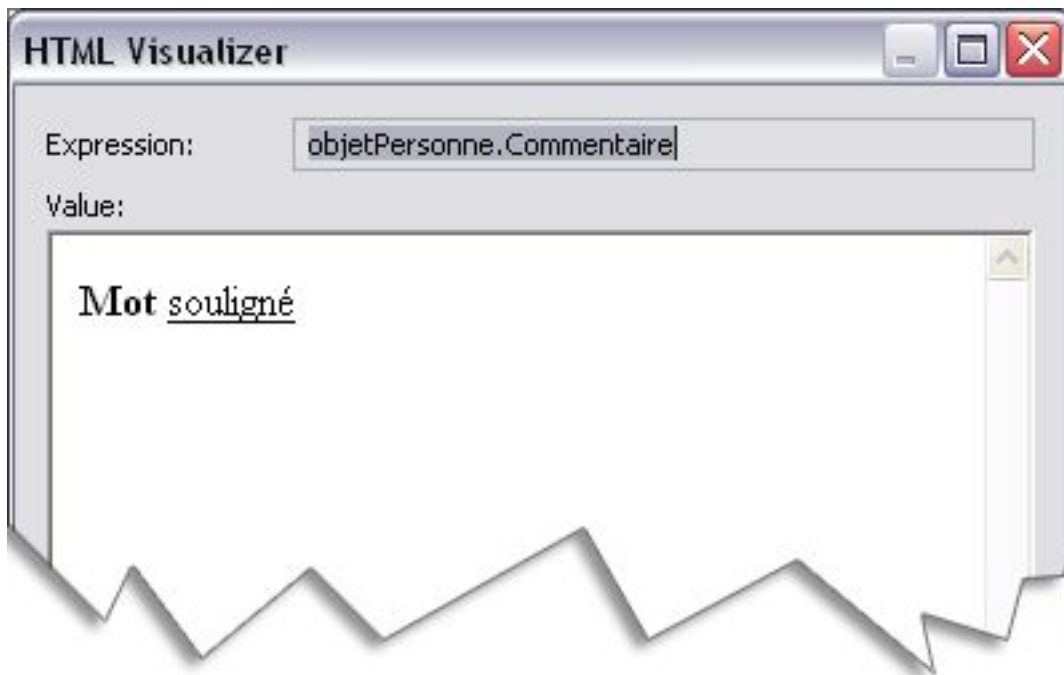 HTML Visualizer
Expression: objetPersonne.Commentaire
Value:
Mot souligné